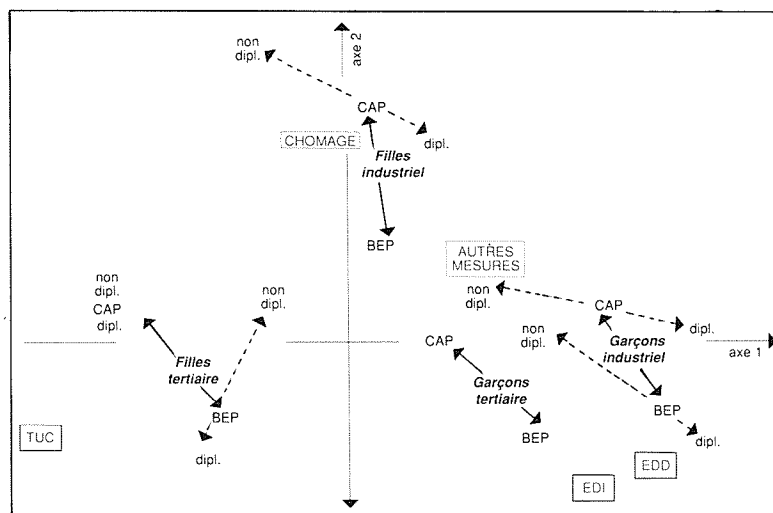 non
dipl.
axe 2
CAP
dipl.
CHOMAGE
Filles
industriel
BEP
AUTRES
MESURES
non
dipl.
CAP
dipl.
non
dipl.
non
dipl.
CAP
dipl.
non
dipl.
axe 1
Garçons
industriel
CAP
Filles
tertiaire
Garçons
tertiaire
BEP
BEP
BEP
dipl.
dipl.
TUC
EDD
EDI